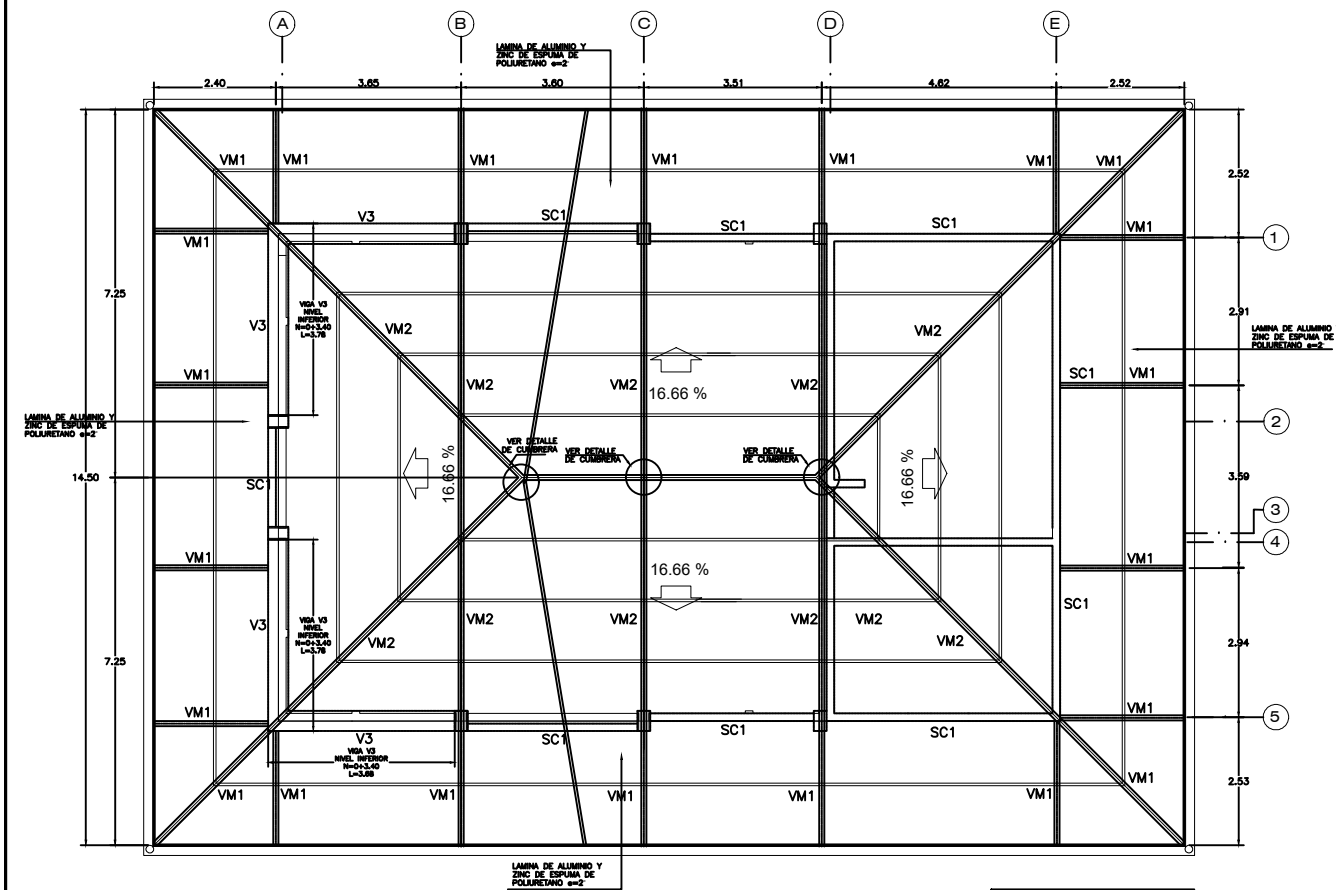 A B C D E
LAMINA DE ALUMINIO Y
ZINC DE ESPUMA DE
POLIURETANO e=2"
2.40 3.65 3.60 3.51 4.62 2.52
VM1 VM1 VM1 VM1 VM1 VM1 VM1
2.52
V3 SC1 SC1 SC1
VM1 VM1 1
7.25
VIGA V3
NIVEL
INFERIOR
N=0+3.40
L=3.78
V3 VM2 VM2
2.91
LAMINA DE ALUMINIO
ZINC DE ESPUMA DE
POLIURETANO e=2"
VM1 VM2 VM2 VM2 SC1 VM1
16.66 %
LAMINA DE ALUMINIO Y
ZINC DE ESPUMA DE
POLIURETANO e=2"
2
VER DETALLE
DE CUMBRERA
VER DETALLE
DE CUMBRERA
VER DETALLE
DE CUMBRERA
14.50 SC1 16.66 % 16.66 % 3.59
3
4
VM1 16.66 % VM1
SC1
VIGA V3
NIVEL
INFERIOR
N=0+3.40
L=3.78
V3 VM2 VM2 VM2 VM2 VM2 VM2
7.25 2.94
VM1 VM1 5
V3 SC1 SC1 SC1
VIGA V3
NIVEL INFERIOR
N=0+3.40
L=3.68
VM1 VM1 VM1 VM1 VM1 VM1 VM1
2.53
LAMINA DE ALUMINIO Y
ZINC DE ESPUMA DE
POLIURETANO e=2"